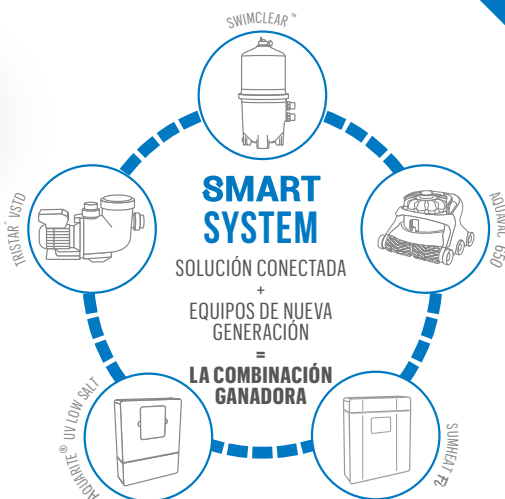 SWIMCLEAR™
TRISTAR® VSTD
AQUAVAC 650
SMART
SYSTEM
SOLUCIÓN CONECTADA
+
EQUIPOS DE NUEVA
GENERACIÓN
=
LA COMBINACIÓN
GANADORA
AQUARITE® UV LOW SALT
SUMHEAT FI